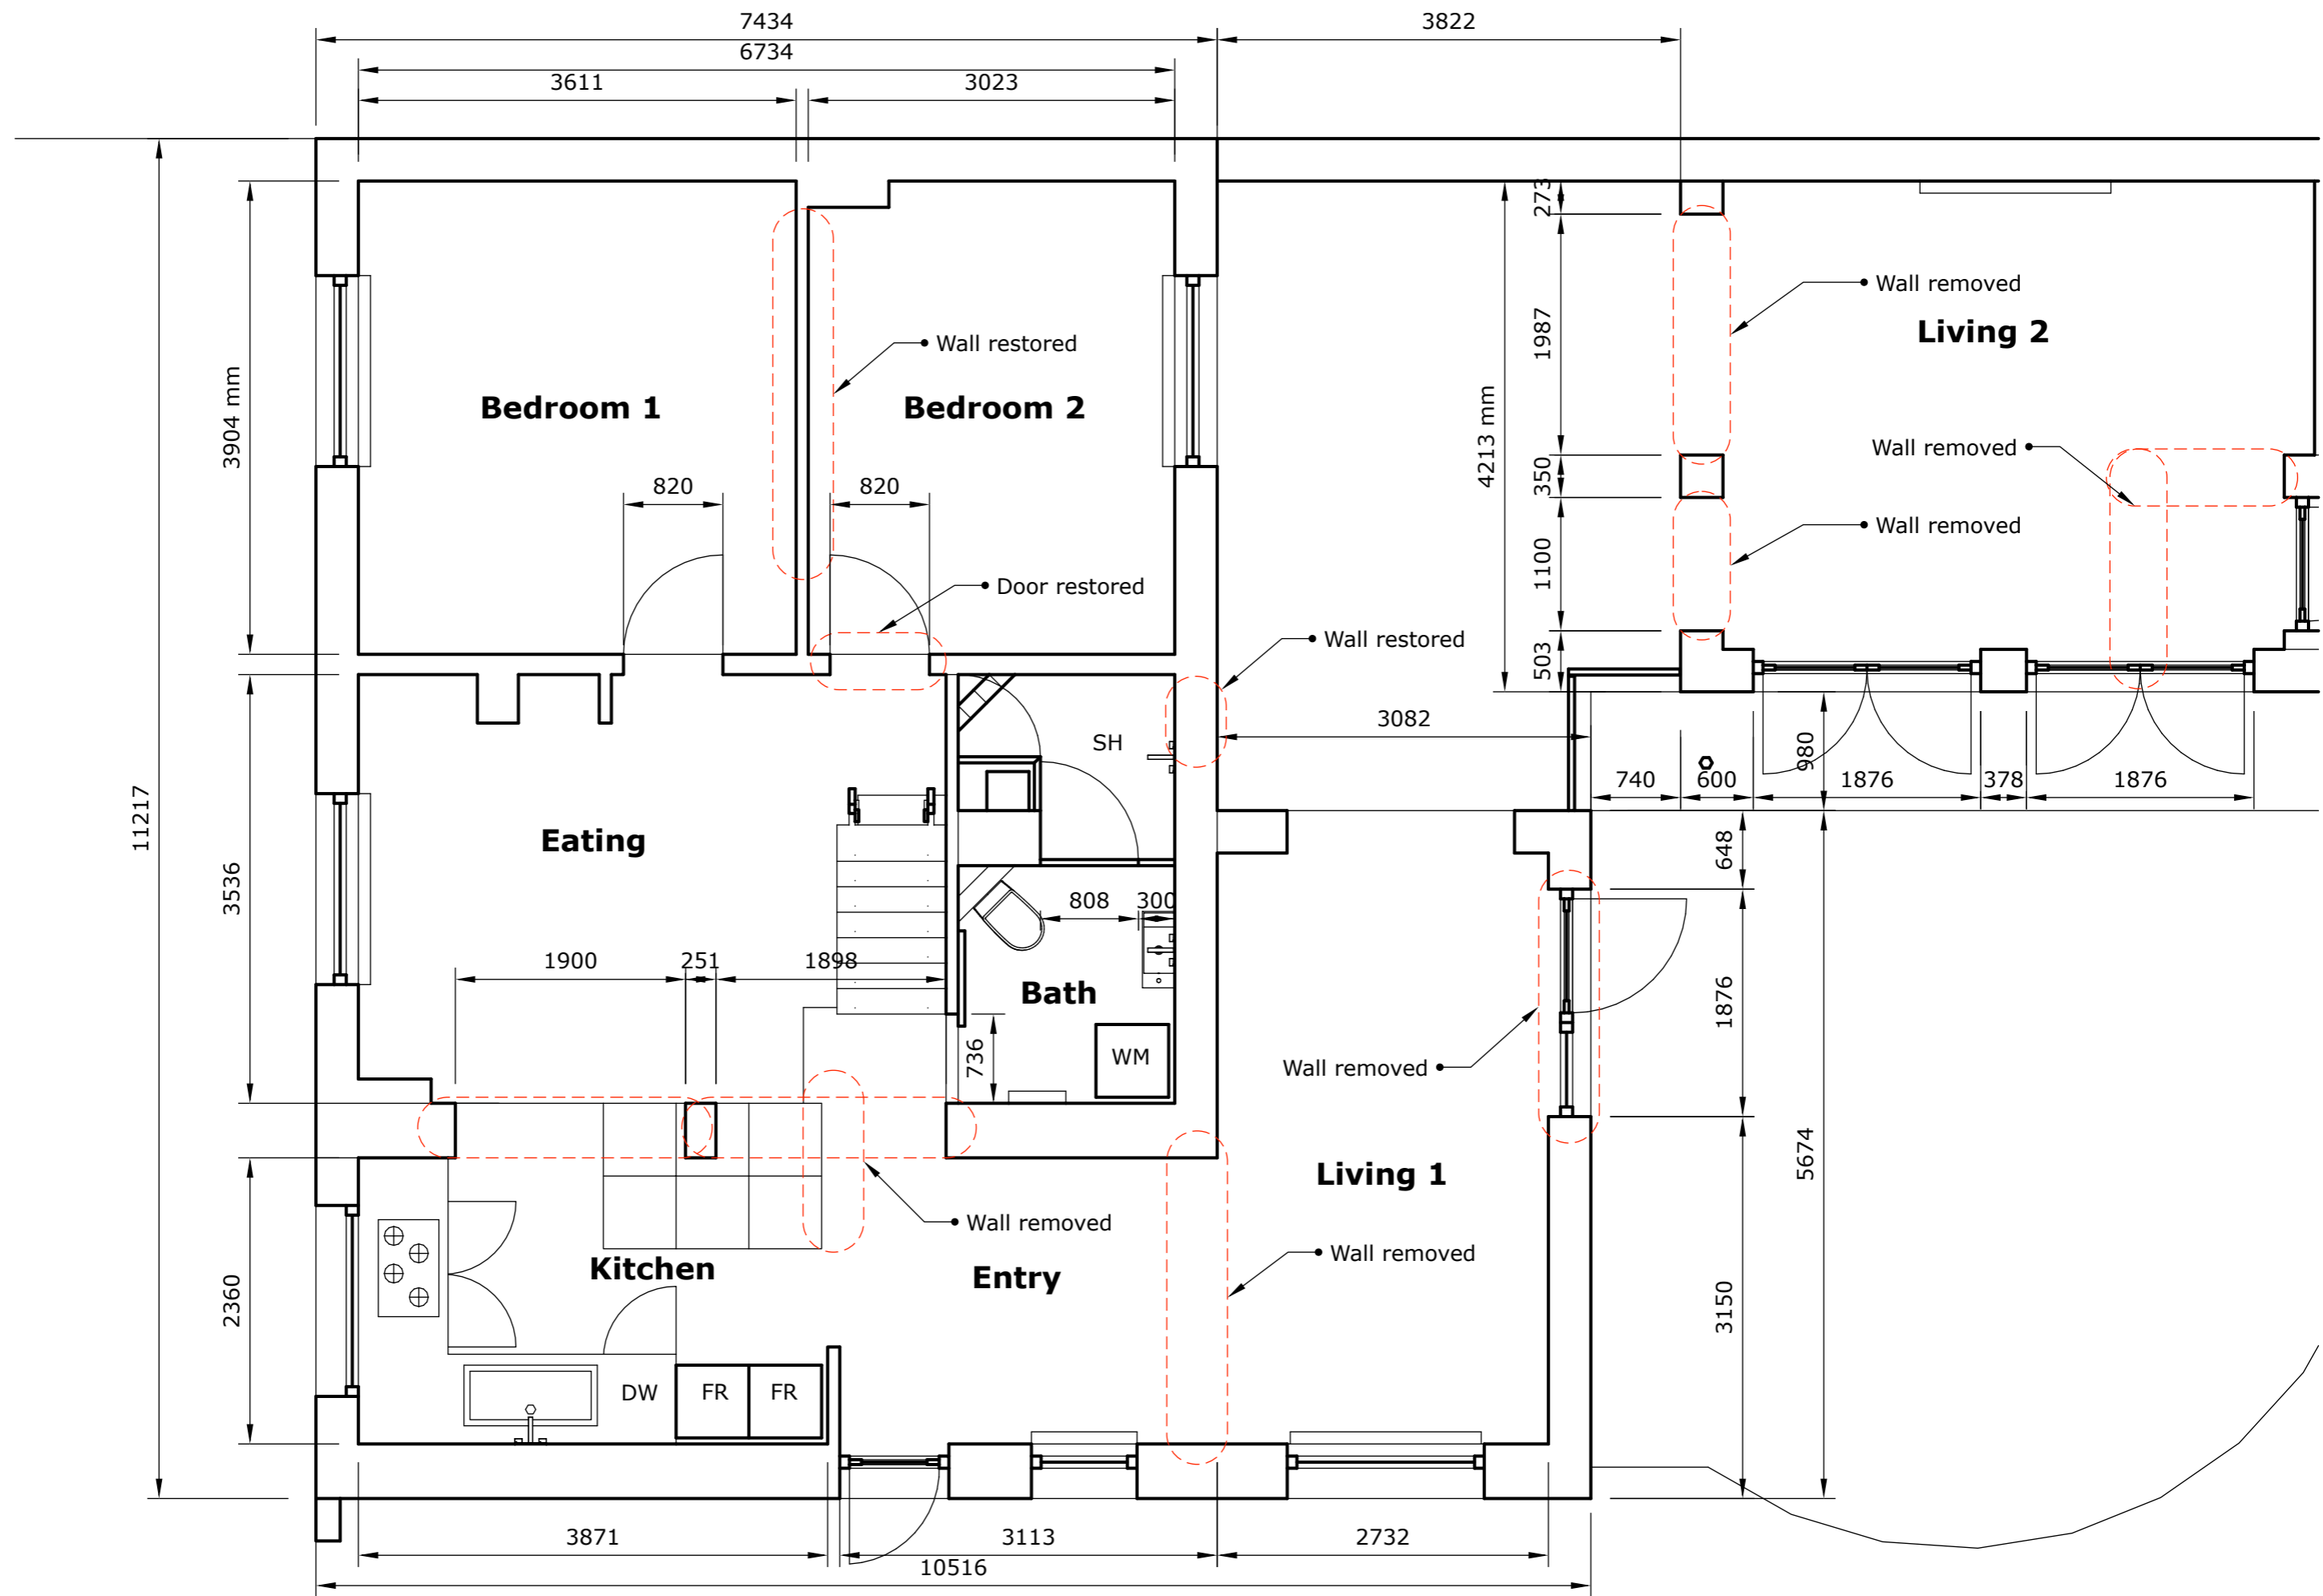 7434
3822
6734
3611
3023
273
Wall removed
1987
Living 2
Wall restored
3904 mm
Bedroom 1
Bedroom 2
4213 mm
Wall removed
350
820
820
Wall removed
1100
Door restored
503
Wall restored
3082
SH
980
740
600
1876
378
1876
11217
Eating
648
3536
808
300
1900
251
1898
Bath
1876
736
WM
Wall removed
5674
Living 1
Wall removed
Wall removed
Kitchen
Entry
2360
3150
DW
FR
FR
3871
3113
2732
10516